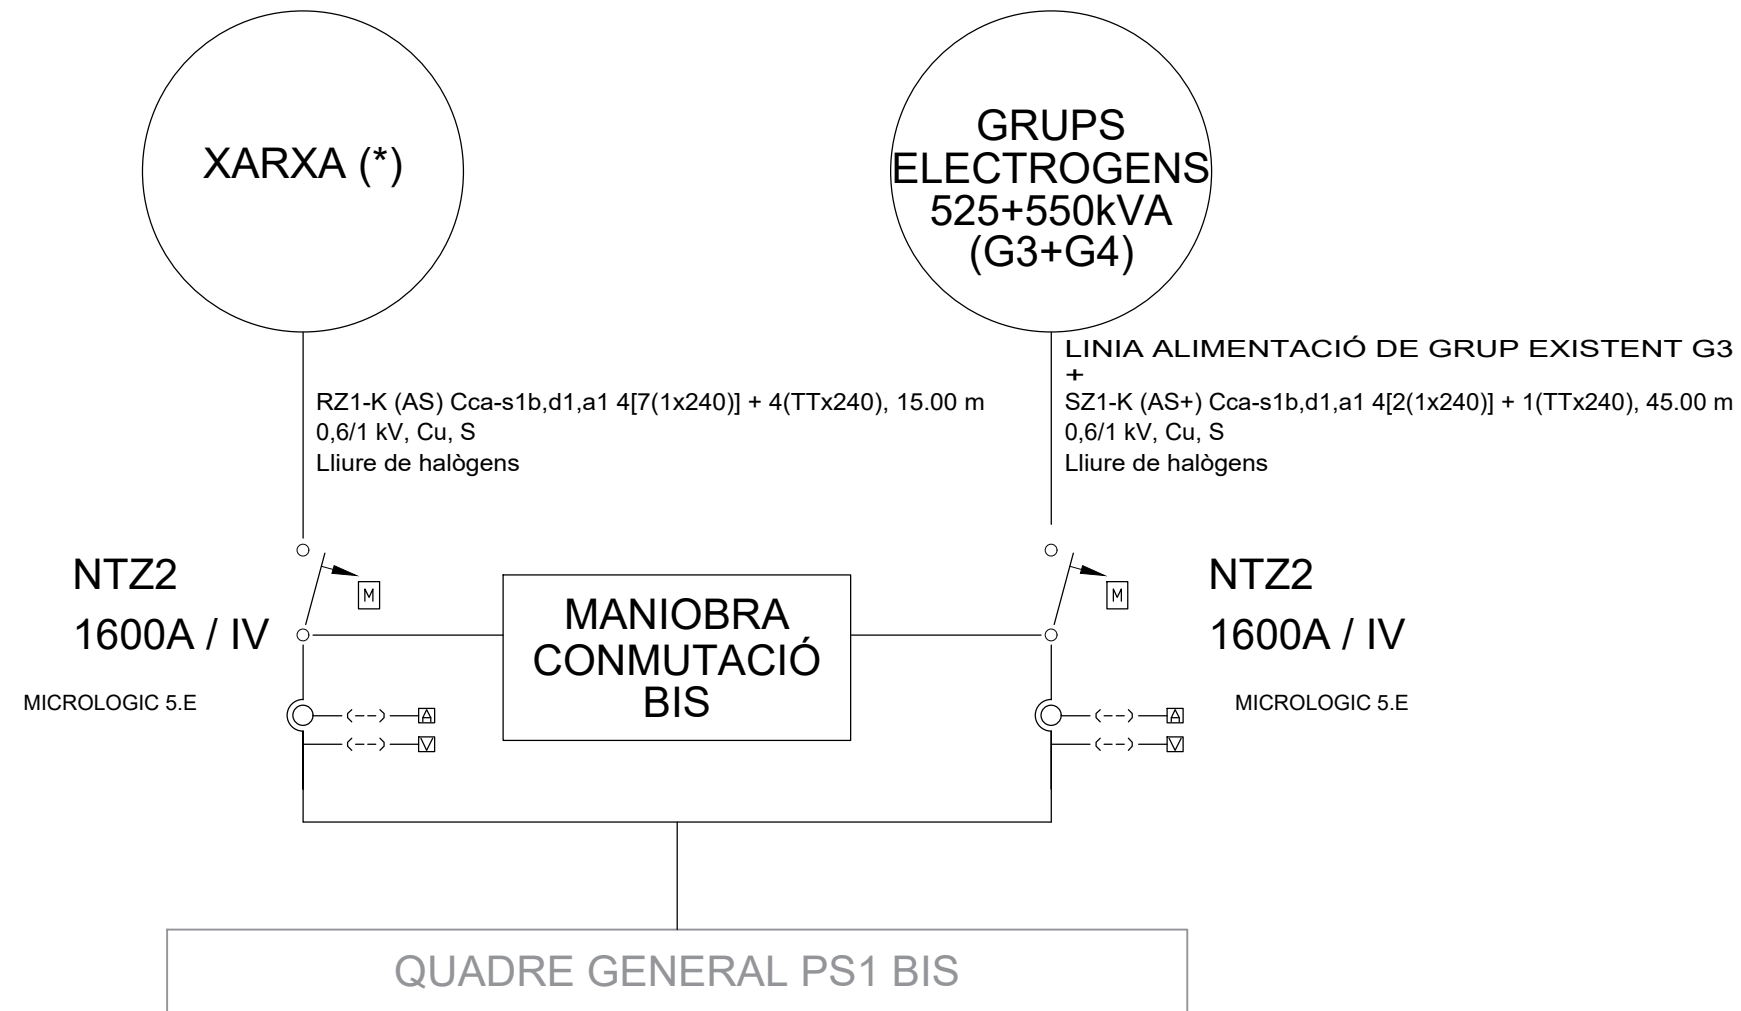 XARXA (*)
GRUPS
ELECTROGENS
525+550kVA
(G3+G4)
LINIA ALIMENTACIÓ DE GRUP EXISTENT G3
+
RZ1-K (AS) Cca-s1b,d1,a1 4[7(1x240)] + 4(TTx240), 15.00 m
0,6/1 kV, Cu, S
Lliure de halògens
SZ1-K (AS+) Cca-s1b,d1,a1 4[2(1x240)] + 1(TTx240), 45.00 m
0,6/1 kV, Cu, S
Lliure de halògens
NTZ2
1600A / IV
MICROLOGIC 5.E
M
MANIOBRA
CONMUTACIÓ
BIS
M
NTZ2
1600A / IV
MICROLOGIC 5.E
A
V
A
V
QUADRE GENERAL PS1 BIS